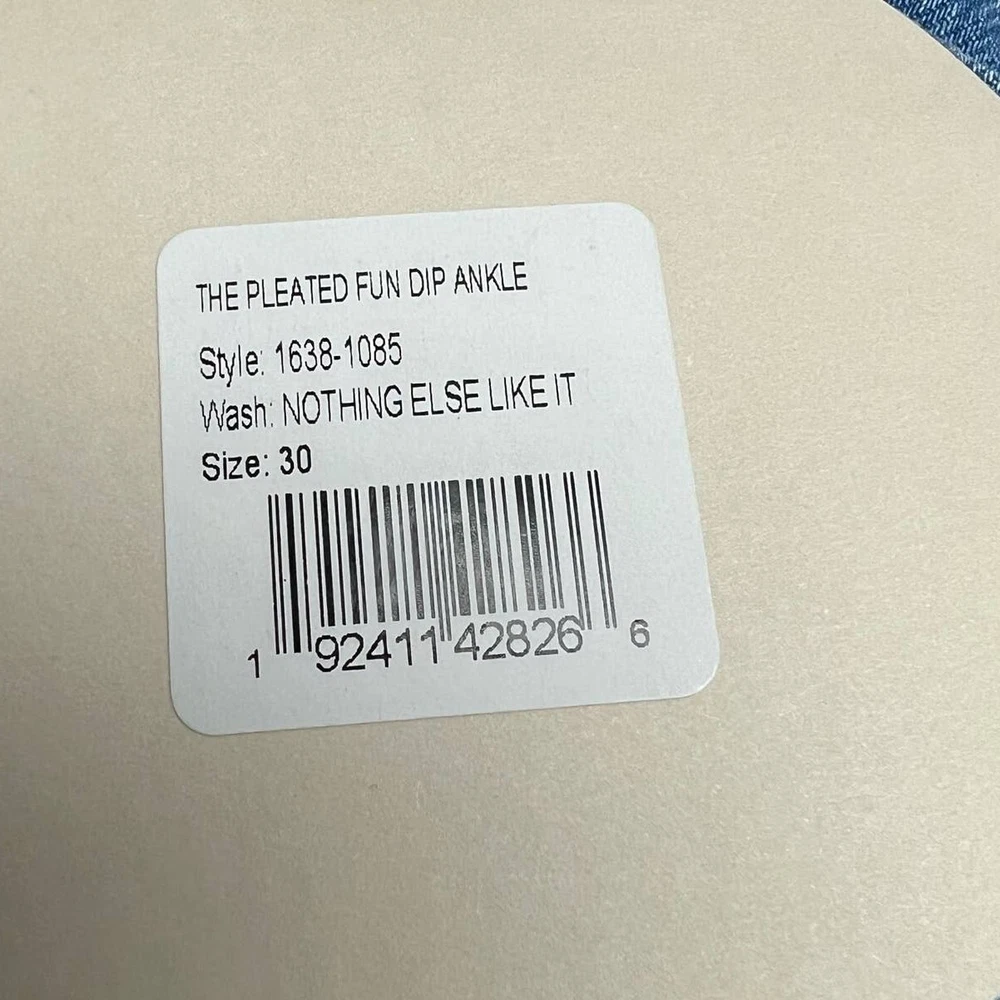 THE PLEATED FUN DIP ANKLE
Style: 1638-1085
Wash: NOTHING ELSE LIKE IT
Size: 30
1 92411 42826 6